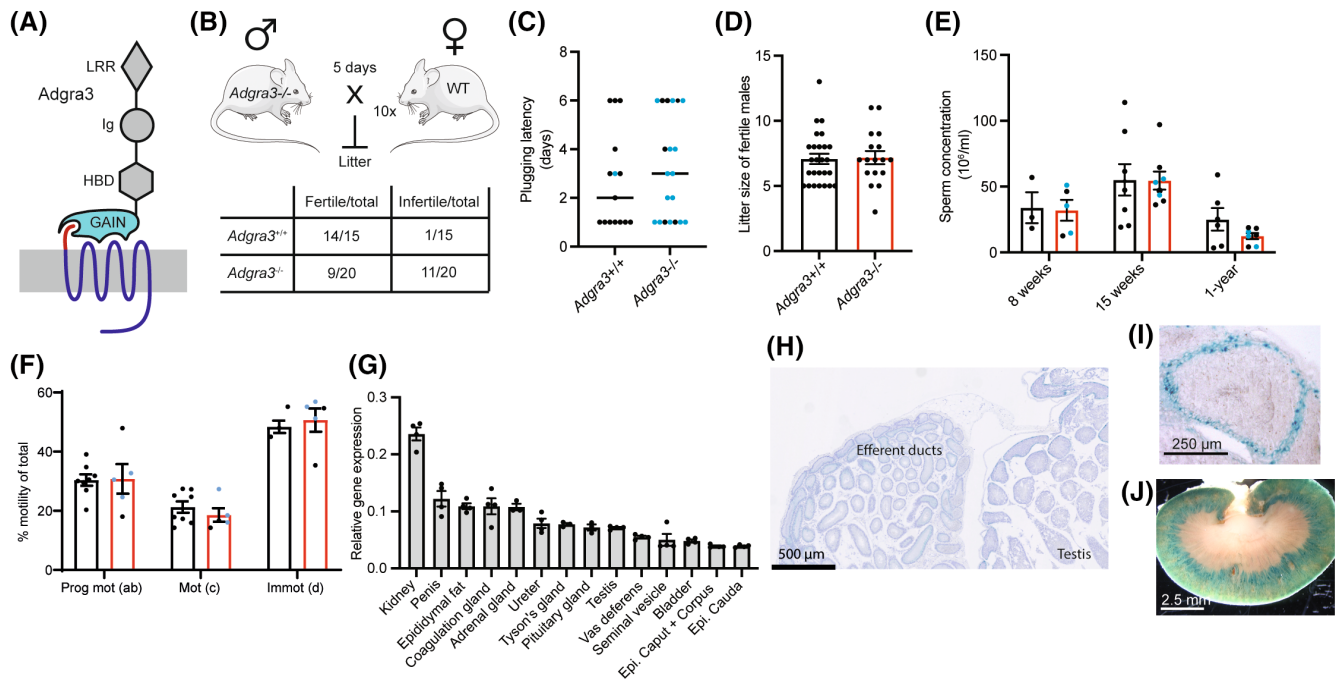 (A)
LRR
Adgra3
Ig
HBD
GAIN
(B)
5 days
Adgra3-/-
X
WT
10x
Litter
Fertile/total Infertile/total
Adgra3+/+ 14/15 1/15
Adgra3-/- 9/20 11/20
(C)
Plugging latency
(days)
8
6
4
2
0
Adgra3+/+
Adgra3-/-
(D)
Litter size of fertile males
15
10
5
0
Adgra3+/+
Adgra3-/-
(E)
Sperm concentration
(10⁶/ml)
150
100
50
0
8 weeks
15 weeks
1-year
(F)
% motility of total
60
40
20
0
Prog mot (ab)
Mot (c)
Immot (d)
(G)
Relative gene expression
0.3
0.2
0.1
0.0
Kidney
Penis
Epididymal fat
Coagulation gland
Adrenal gland
Ureter
Tyson's gland
Pituitary gland
Testis
Vas deferens
Seminal vesicle
Bladder
Epi. Caput + Corpus
Epi. Cauda
(H)
Efferent ducts
500 µm
Testis
(I)
250 µm
(J)
2.5 mm